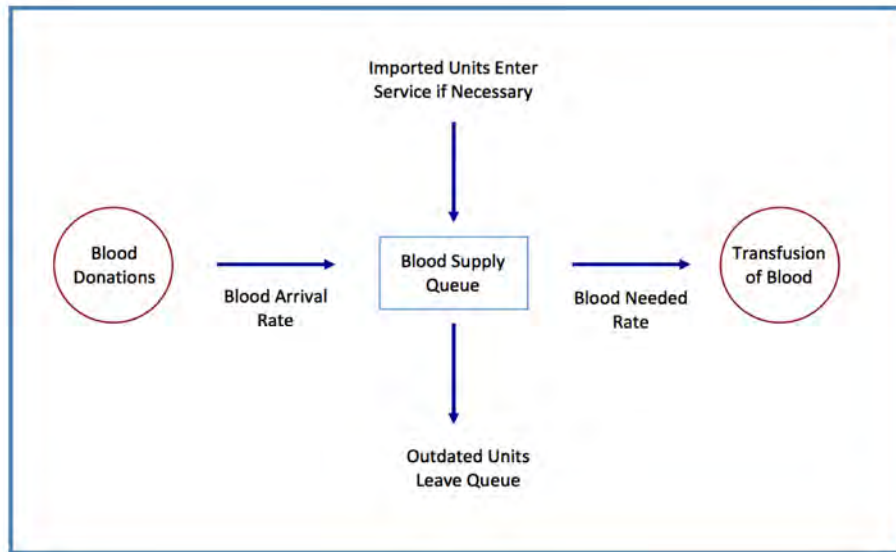 Imported Units Enter
Service if Necessary
Blood
Donations
Blood Arrival
Rate
Blood Supply
Queue
Blood Needed
Rate
Transfusion
of Blood
Outdated Units
Leave Queue